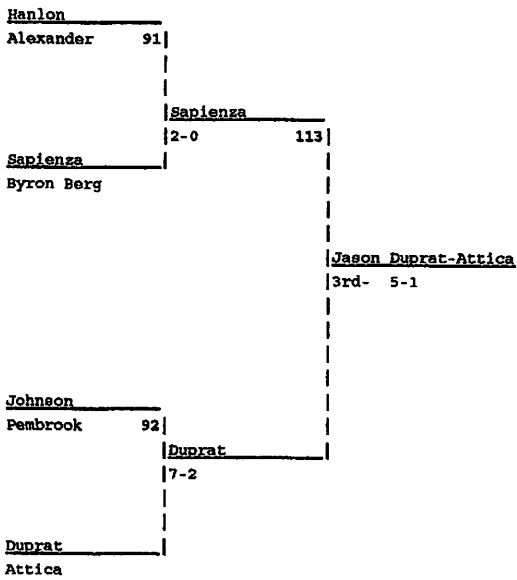 Hanlon
Alexander 91
Sapienza
2-0 113
Sapienza
Byron Berg
Jason Duprat-Attica
3rd- 5-1
Johnson
Pembrook 92
Duprat
7-2
Duprat
Attica